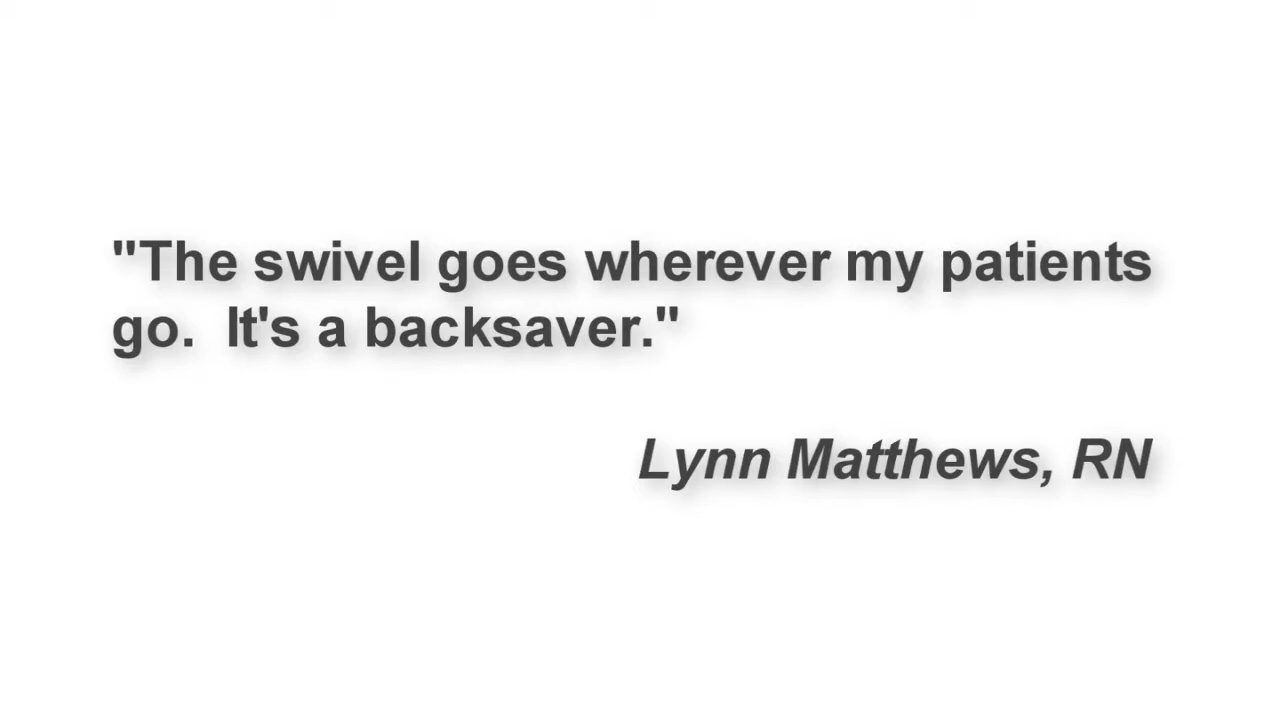 "The swivel goes wherever my patients
go.  It's a backsaver."
Lynn Matthews, RN